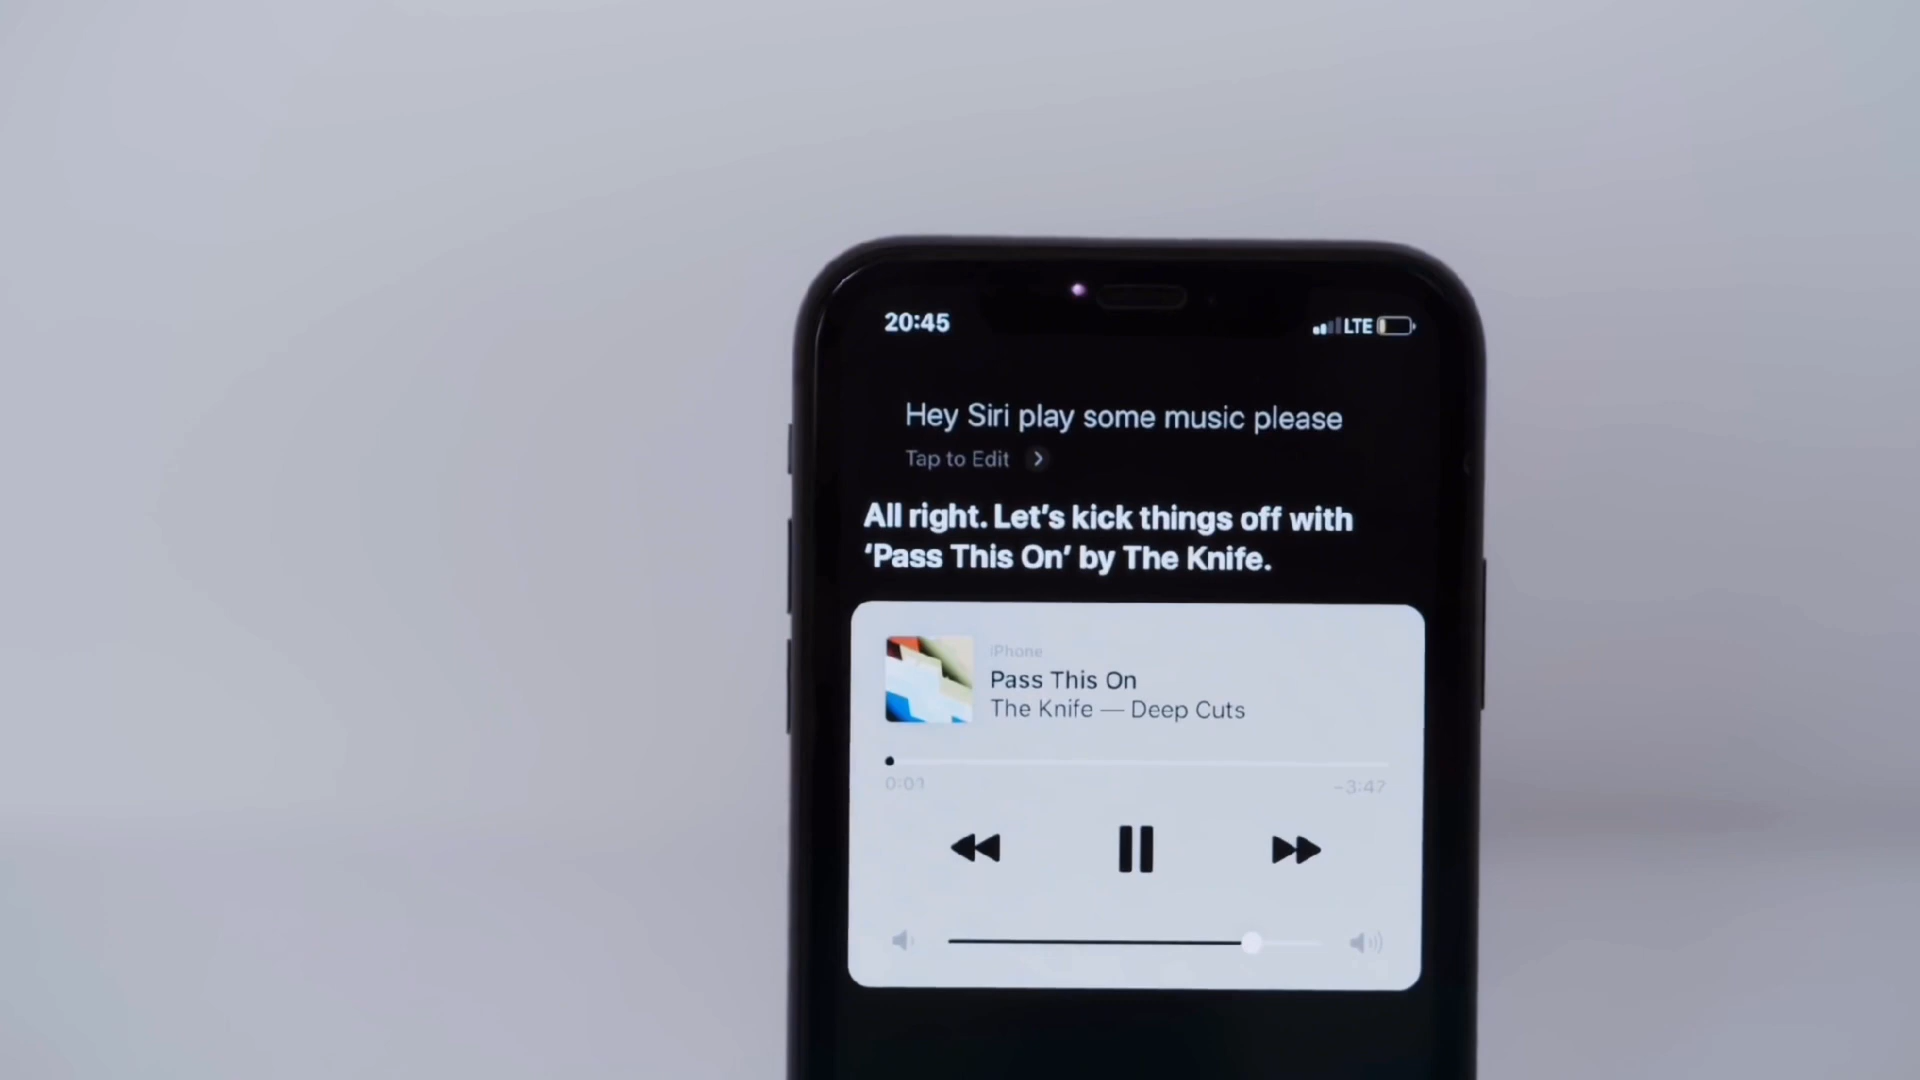 20:45
LTE
Hey Siri play some music please
Tap to Edit
All right. Let's kick things off with
‘Pass This On’ by The Knife.
iPhone
Pass This On
The Knife — Deep Cuts
0:01
-3:47